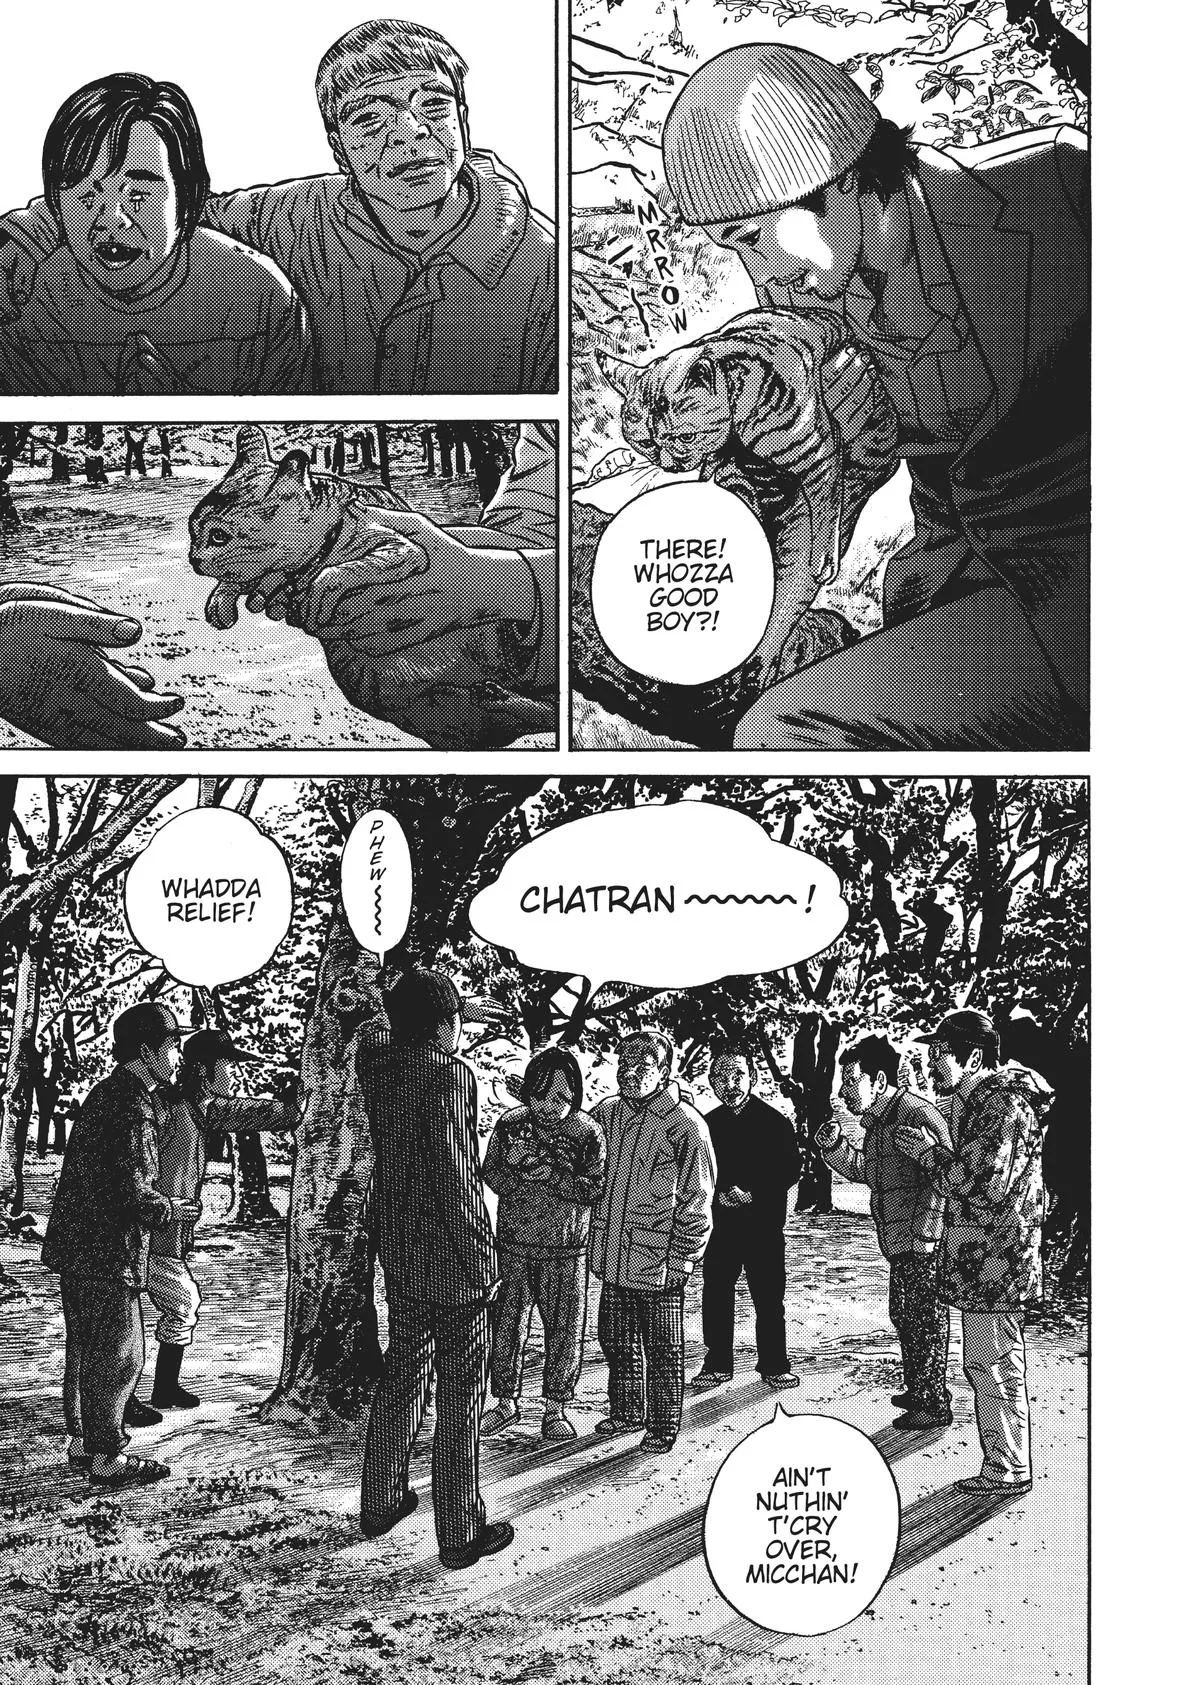 MRROW
THERE!
WHOZZA
GOOD
BOY?!
CHATRAN~!
PHEW~
WHADDA
RELIEF!
AIN'T
NUTHIN'
T'CRY
OVER,
MICCHAN!